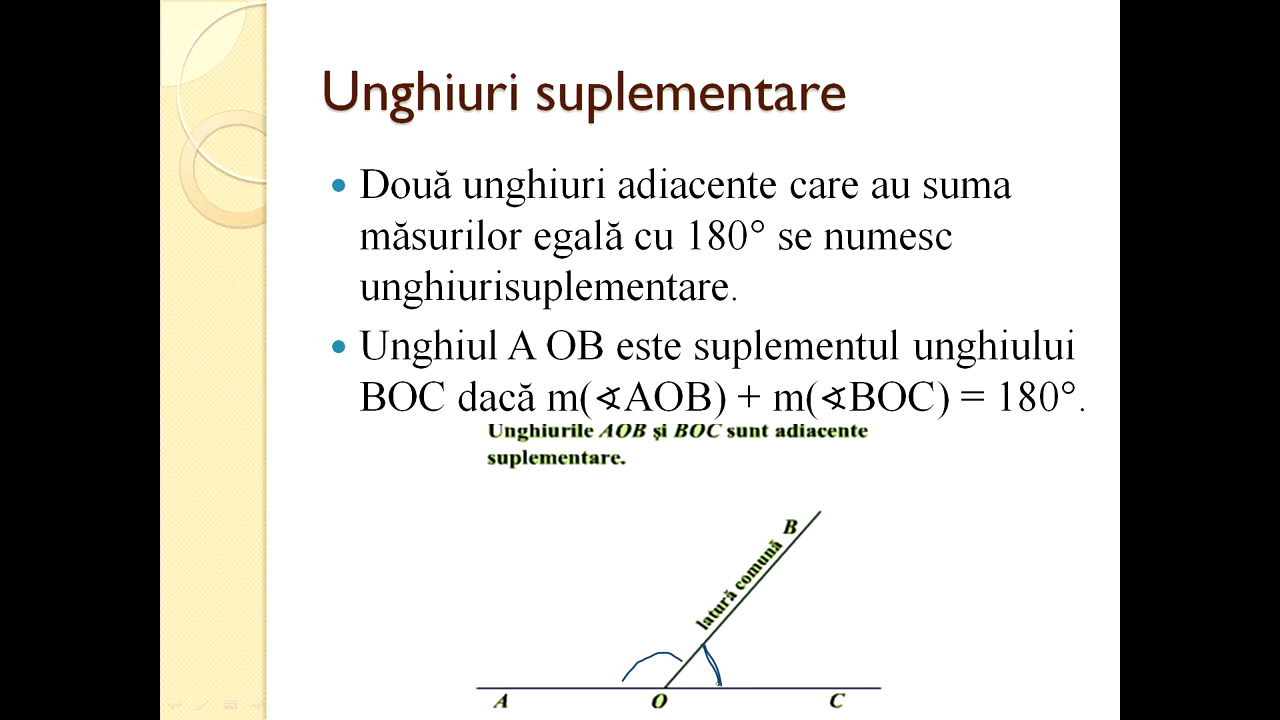 Unghiuri suplementare
Două unghiuri adiacente care au suma
măsurilor egală cu 180° se numesc
unghiurisuplementare.
Unghiul A OB este suplementul unghiului
BOC dacă m(∢AOB) + m(∢BOC) = 180°.
Unghiurile AOB și BOC sunt adiacente
suplementare.
B
latură comună
A O C